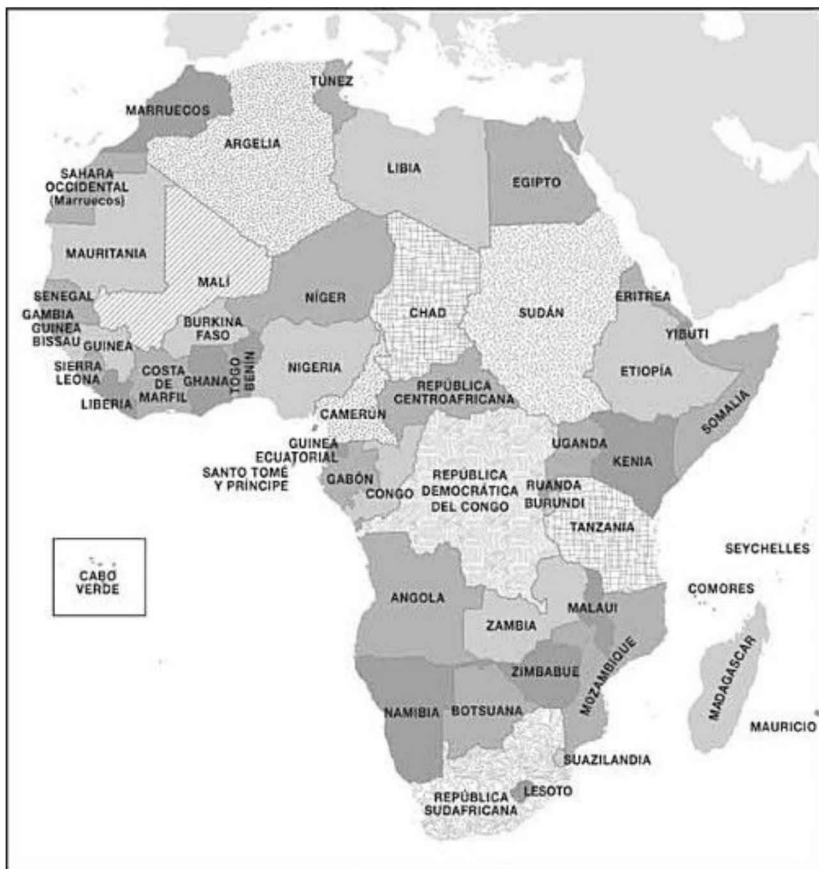 TÚNEZ
MARRUECOS
ARGELIA
LIBIA
EGIPTO
SAHARA
OCCIDENTAL
(Marruecos)
MAURITANIA
MALÍ
NÍGER
CHAD
SUDÁN
ERITREA
YIBUTI
SENEGAL
GAMBIA
GUINEA
BISSAU
GUINEA
BURKINA
FASO
SIERRA
LEONA
LIBERIA
COSTA
DE
MARFIL
GHANA
TOGO
BENÍN
NIGERIA
CAMERÚN
REPÚBLICA
CENTROAFRICANA
ETIOPÍA
SOMALIA
GUINEA
ECUATORIAL
SANTO TOMÉ
Y PRÍNCIPE
GABÓN
CONGO
REPÚBLICA
DEMOCRÁTICA
DEL CONGO
UGANDA
KENIA
RUANDA
BURUNDI
TANZANIA
SEYCHELLES
CABO
VERDE
COMORES
ANGOLA
ZAMBIA
MALAUI
ZIMBABUE
MOZAMBIQUE
MADAGASCAR
NAMIBIA
BOTSUANA
MAURICIO
SUAZILANDIA
LESOTO
REPÚBLICA
SUDAFRICANA